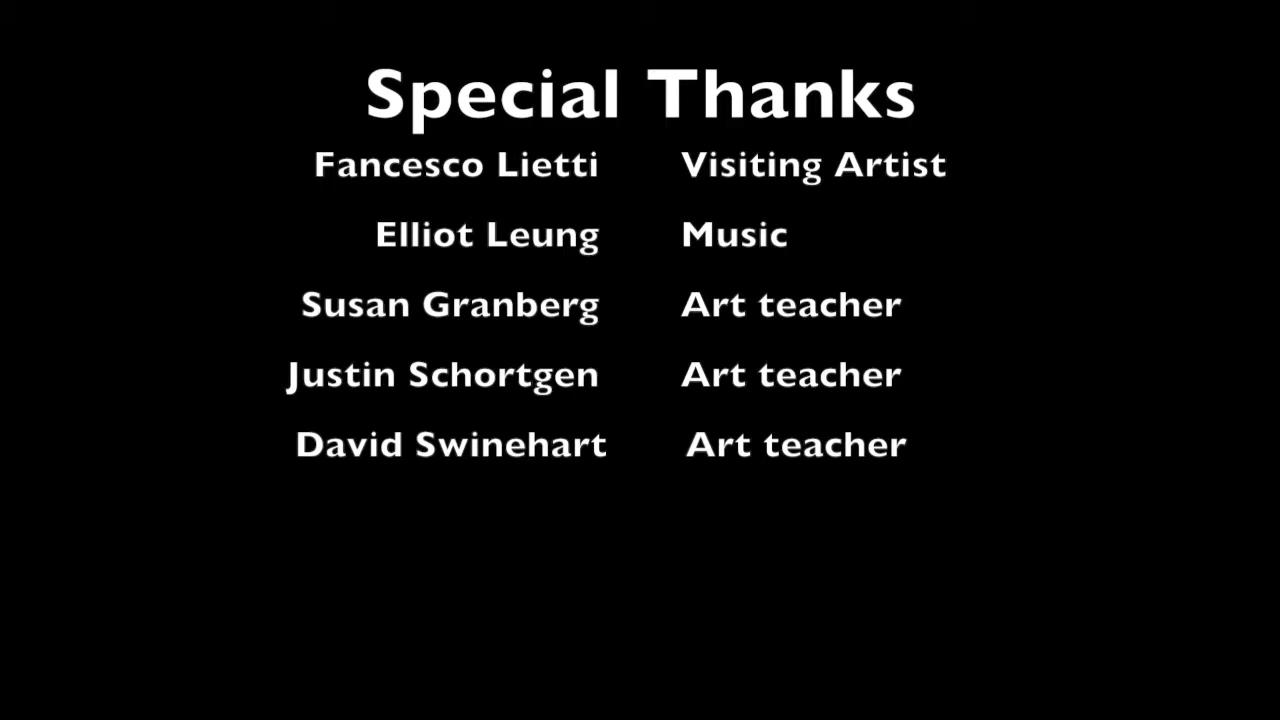 Special Thanks
Fancesco Lietti Visiting Artist
Elliot Leung Music
Susan Granberg Art teacher
Justin Schortgen Art teacher
David Swinehart Art teacher